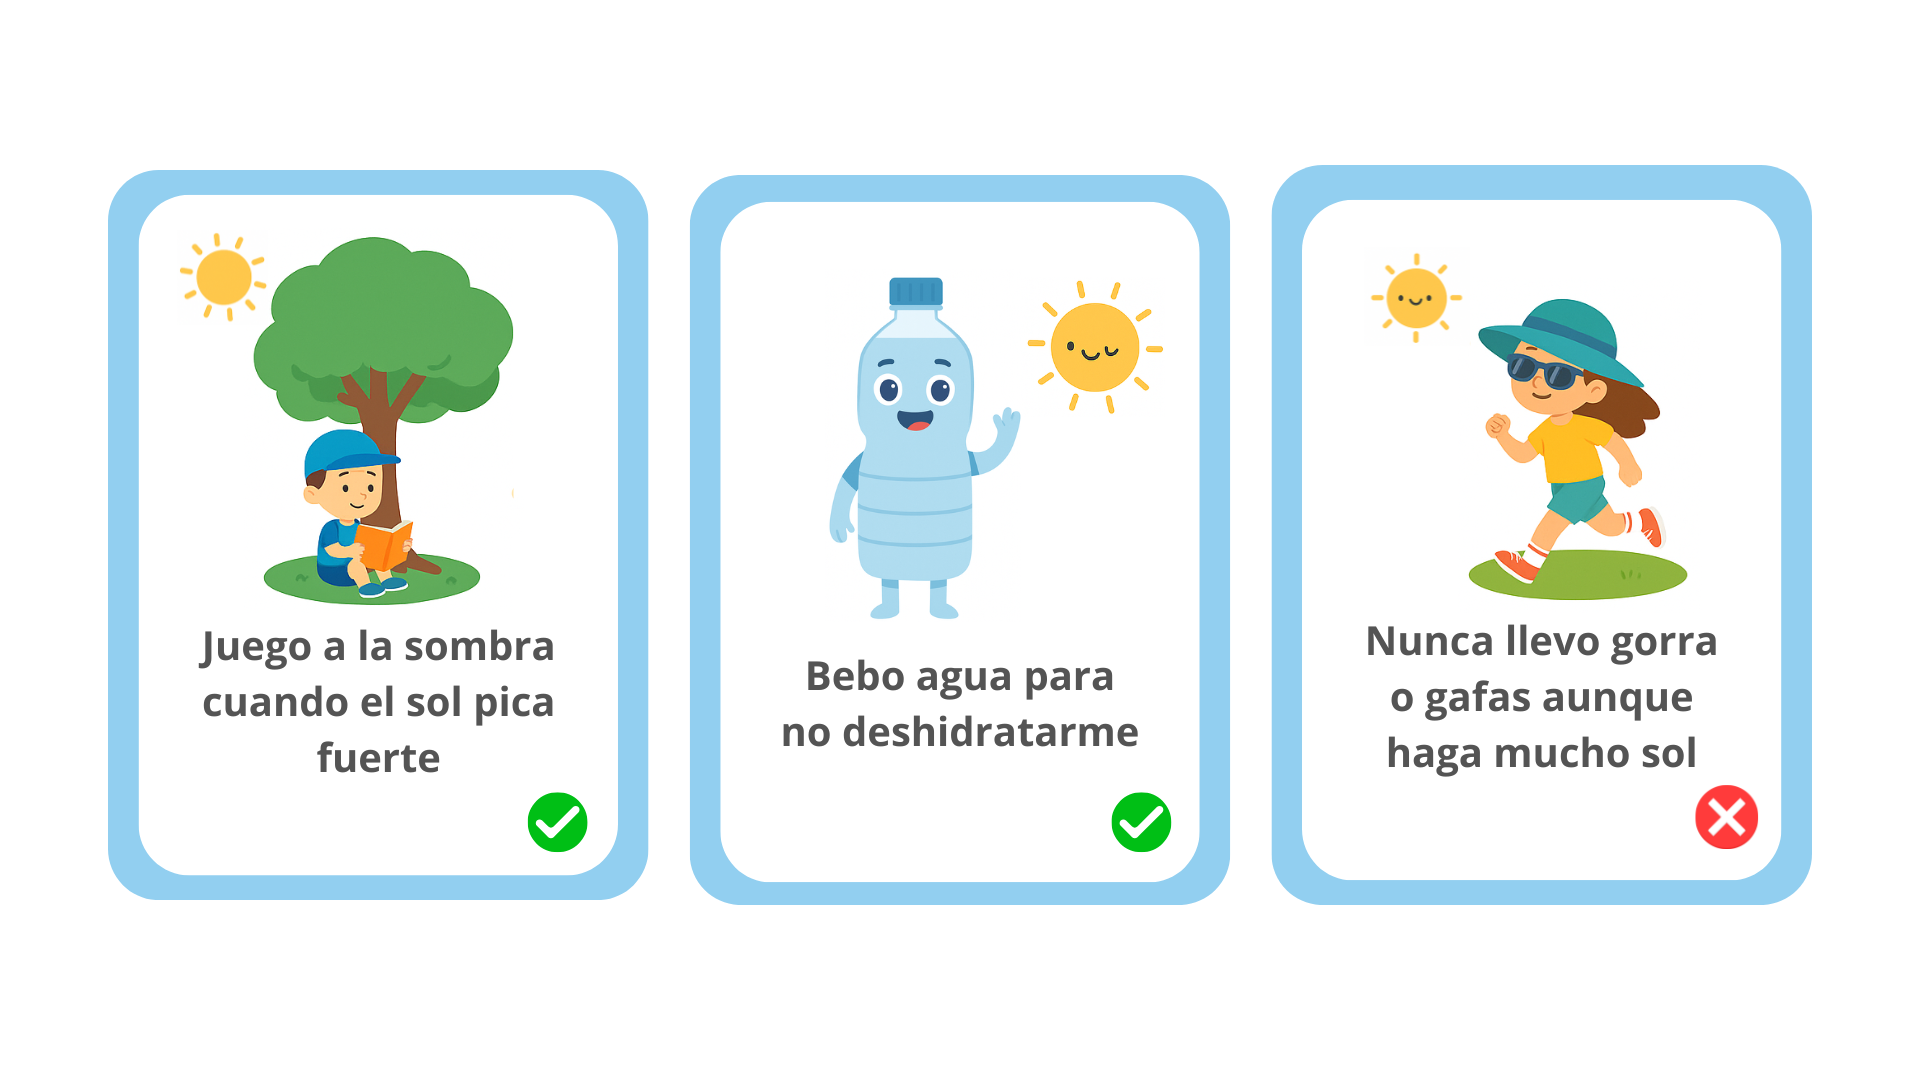 Juego a la sombra
cuando el sol pica
fuerte
Bebo agua para
no deshidratarme
Nunca llevo gorra
o gafas aunque
haga mucho sol